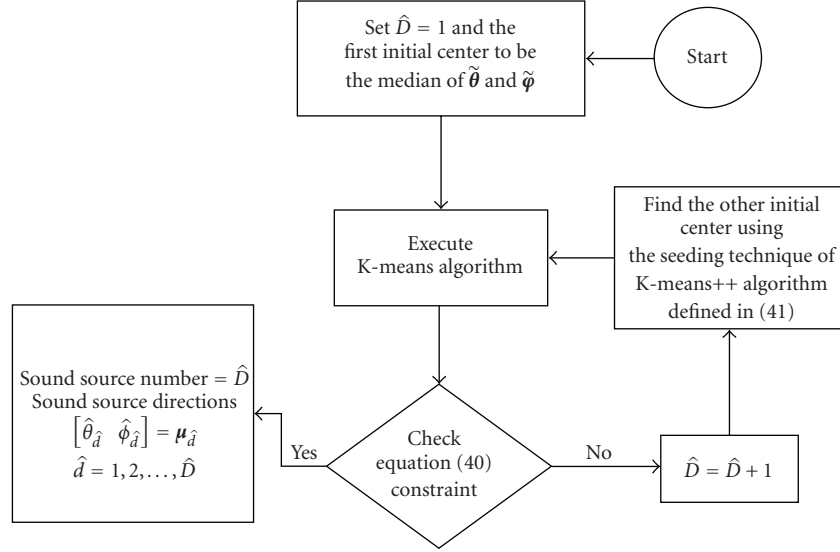 Set D̂ = 1 and the
first initial center to be
the median of θ̃ and φ̃
Start
Execute
K-means algorithm
Find the other initial
center using
the seeding technique of
K-means++ algorithm
defined in (41)
Sound source number = D̂
Sound source directions
[θ̂_d̂ ϕ̂_d̂] = μ_d̂
d̂ = 1, 2, . . . , D̂
Yes
Check
equation (40)
constraint
No
D̂ = D̂ + 1